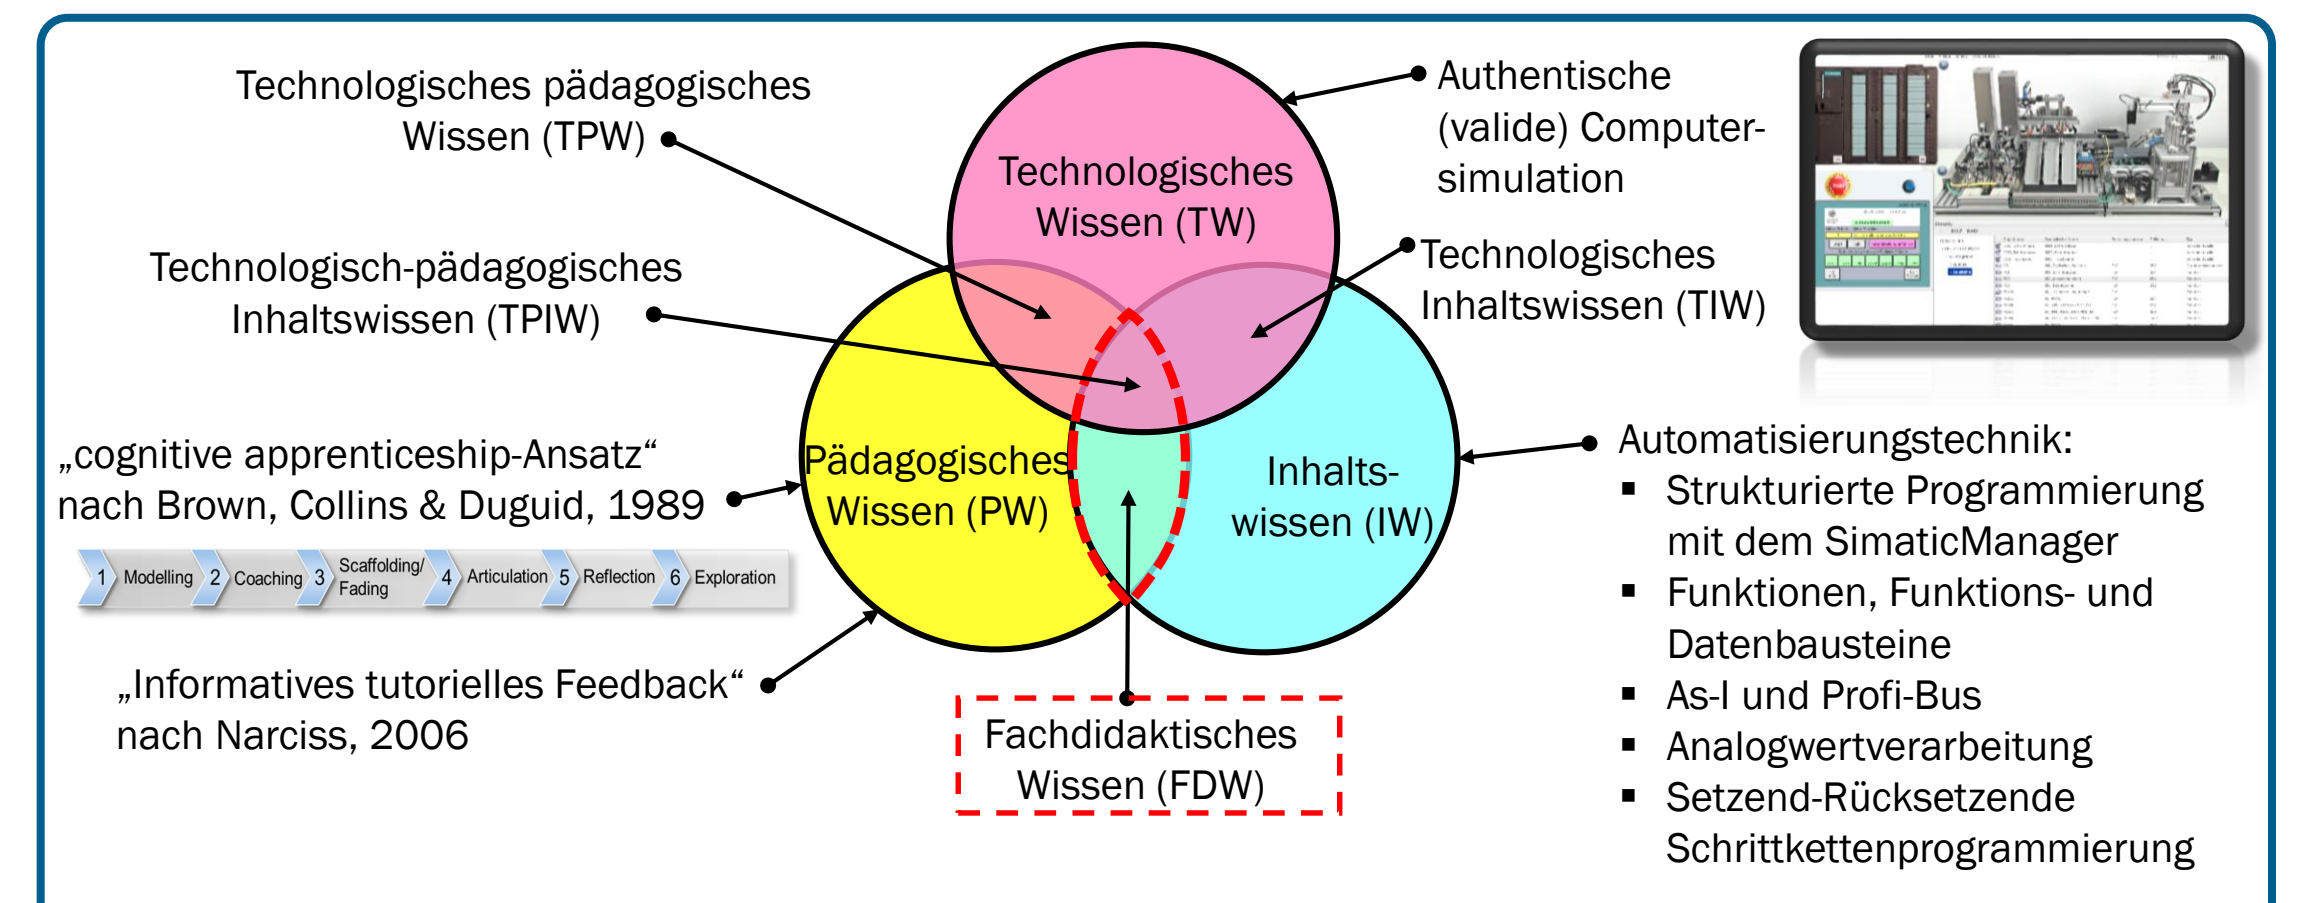 Technologisches pädagogisches
Wissen (TPW)
Technologisch-pädagogisches
Inhaltswissen (TPIW)
„cognitive apprenticeship-Ansatz“
nach Brown, Collins & Duguid, 1989
1 Modelling 2 Coaching 3 Scaffolding/ Fading 4 Articulation 5 Reflection 6 Exploration
„Informatives tutorielles Feedback“
nach Narciss, 2006
Technologisches
Wissen (TW)
Pädagogisches
Wissen (PW)
Inhalts-
wissen (IW)
Fachdidaktisches
Wissen (FDW)
Authentische
(valide) Computer-
simulation
Technologisches
Inhaltswissen (TIW)
Automatisierungstechnik:
▪ Strukturierte Programmierung
mit dem SimaticManager
▪ Funktionen, Funktions- und
Datenbausteine
▪ As-I und Profi-Bus
▪ Analogwertverarbeitung
▪ Setzend-Rücksetzende
Schrittkettenprogrammierung